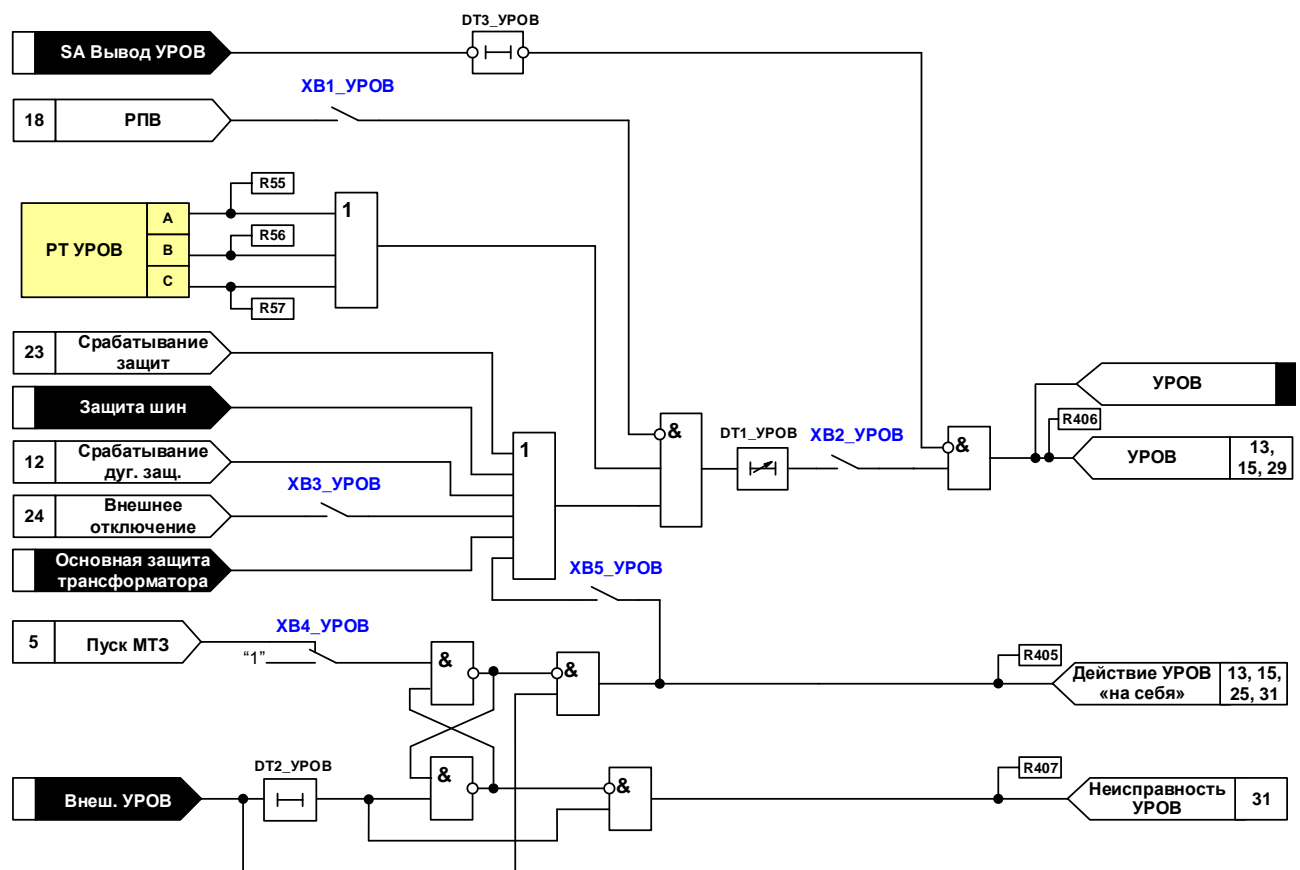 DT3_УРОВ
SA Вывод УРОВ
XB1_УРОВ
18 РПВ
R55
A
1
R56
РТ УРОВ
B
C
R57
23 Срабатывание
защит
Защита шин
УРОВ
R406
1
&
DT1_УРОВ
XB2_УРОВ
&
12 Срабатывание
дуг. защ.
УРОВ 13,
15, 29
XB3_УРОВ
24 Внешнее
отключение
Основная защита
трансформатора
XB5_УРОВ
XB4_УРОВ
5 Пуск МТЗ
“1”
&
&
R405
Действие УРОВ 13, 15,
«на себя» 25, 31
DT2_УРОВ
&
&
R407
Внеш. УРОВ
Неисправность
УРОВ
31